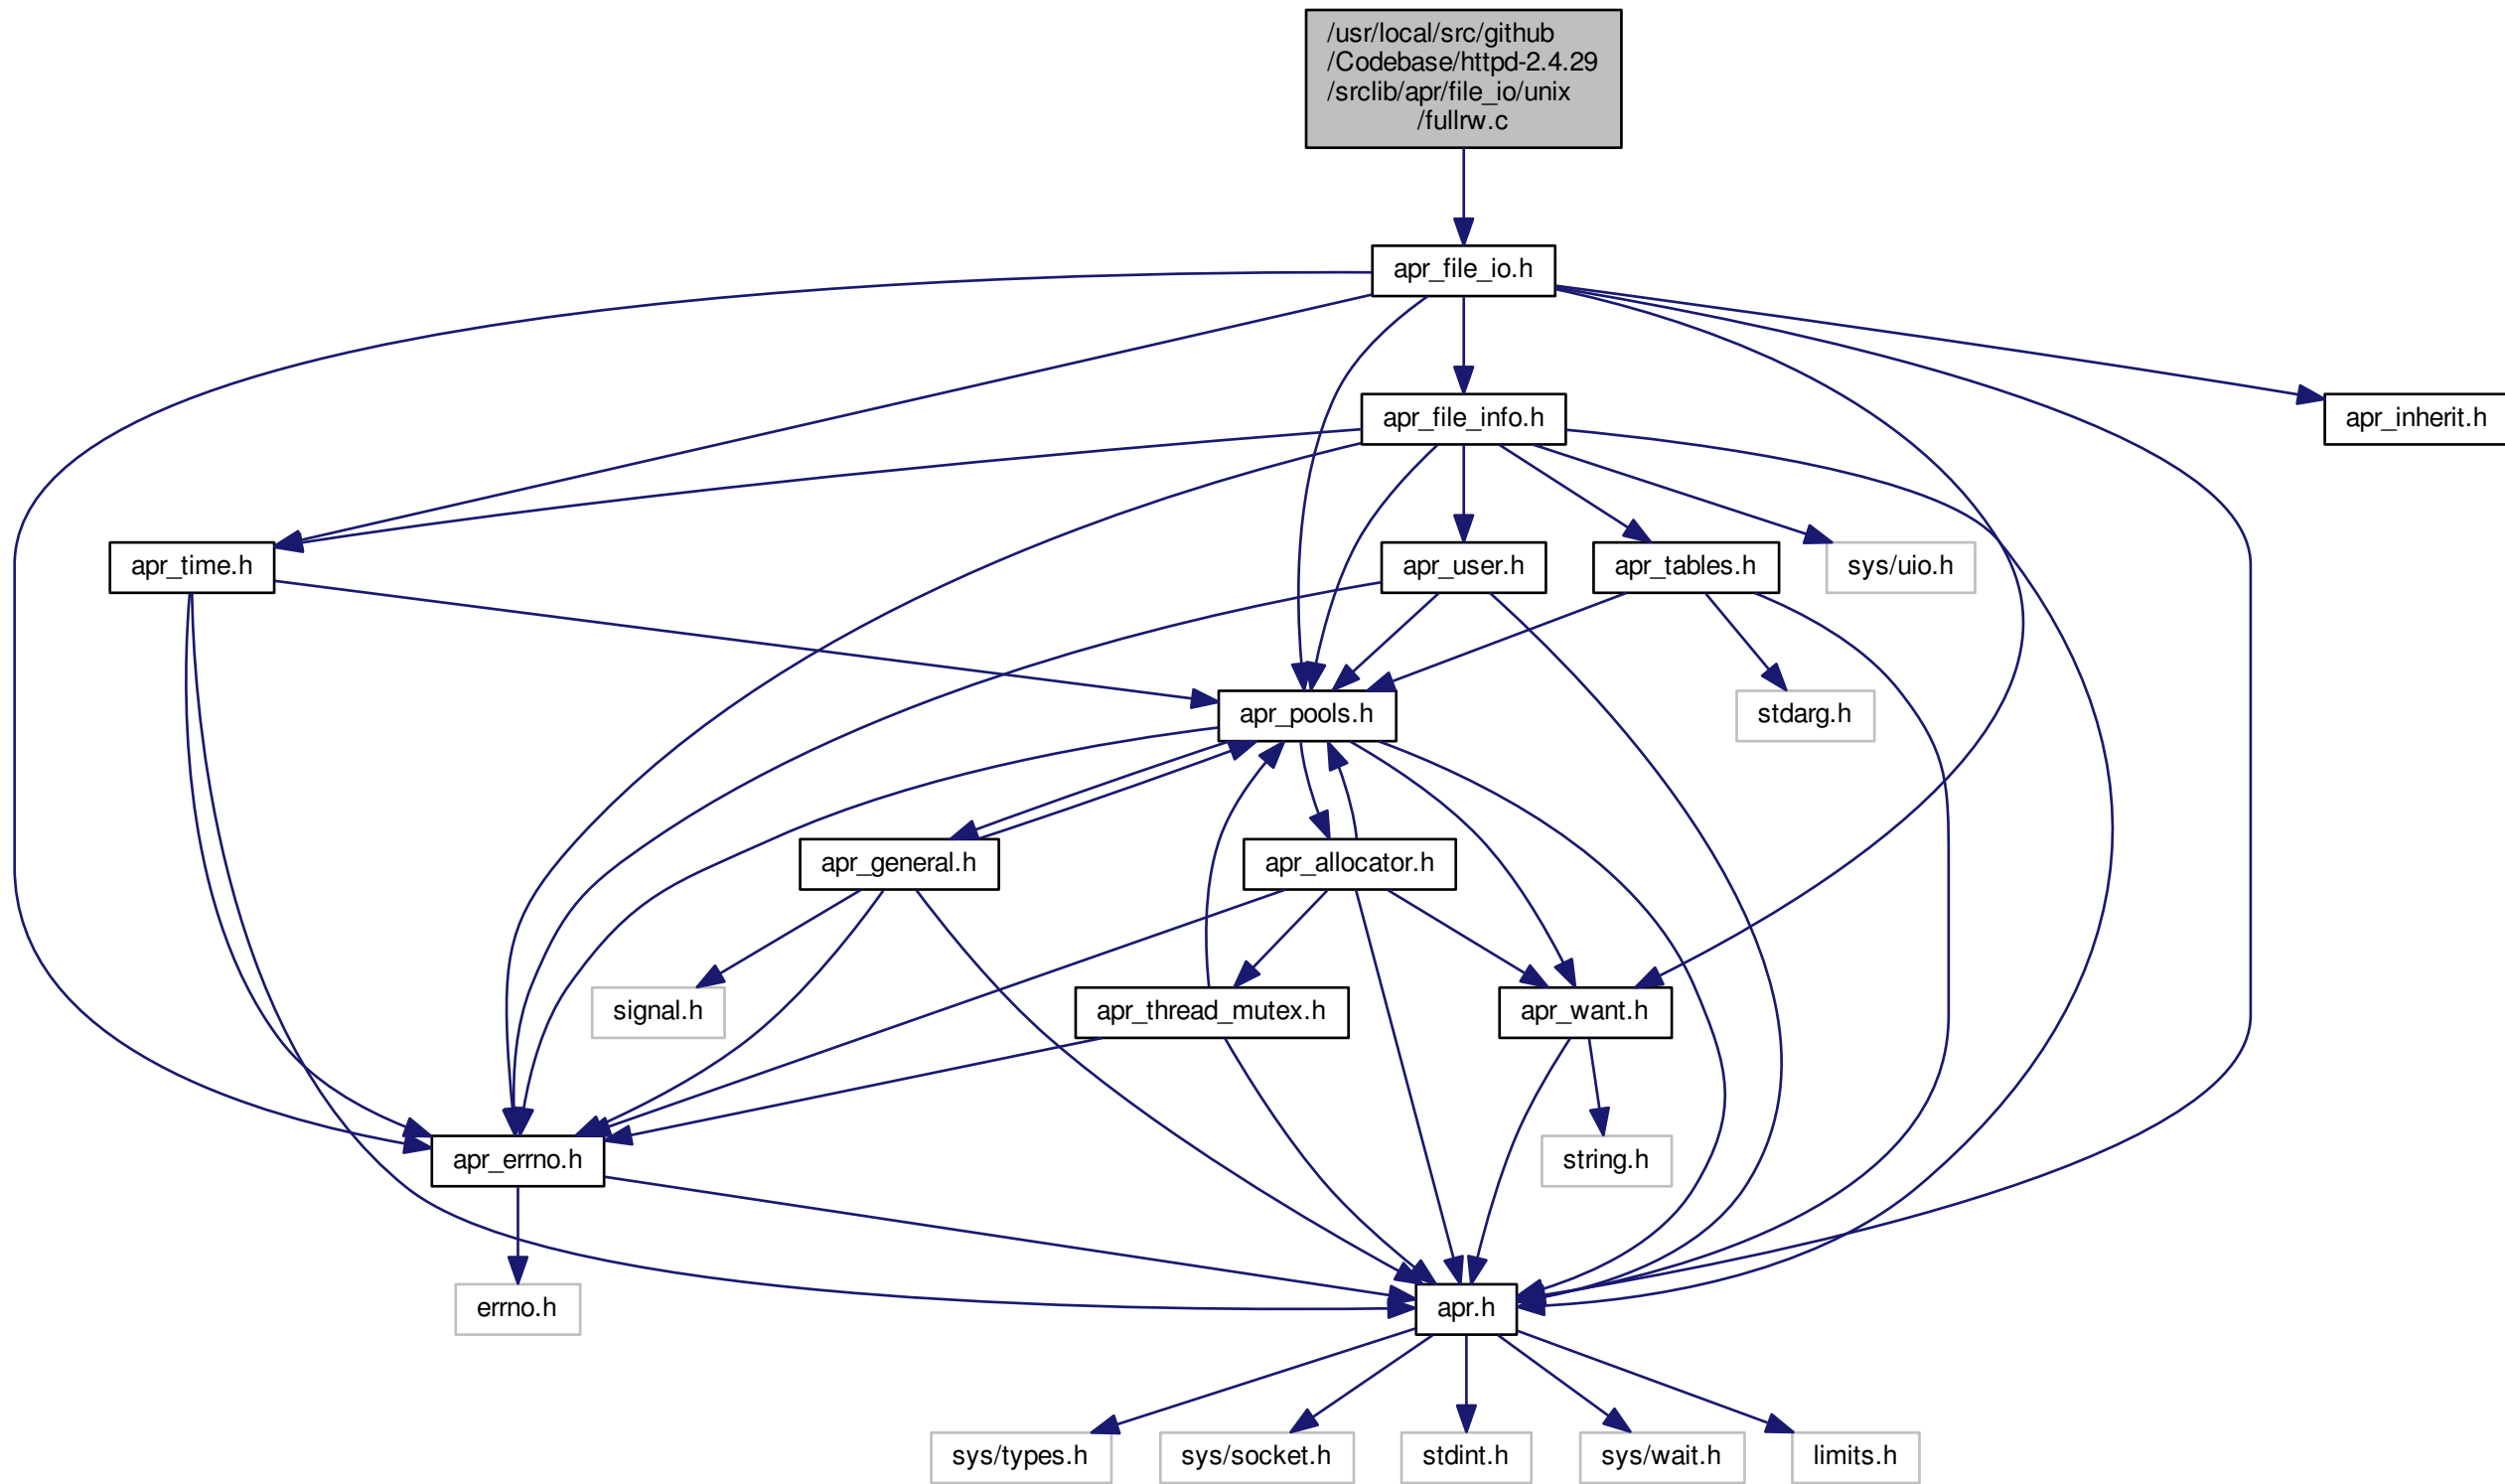 /usr/local/src/github
/Codebase/httpd-2.4.29
/srclib/apr/file_io/unix
/fullrw.c
apr_file_io.h
apr_file_info.h
apr_inherit.h
apr_time.h
apr_user.h
apr_tables.h
sys/uio.h
apr_pools.h
stdarg.h
apr_general.h
apr_allocator.h
signal.h
apr_thread_mutex.h
apr_want.h
apr_errno.h
string.h
errno.h
apr.h
sys/types.h
sys/socket.h
stdint.h
sys/wait.h
limits.h